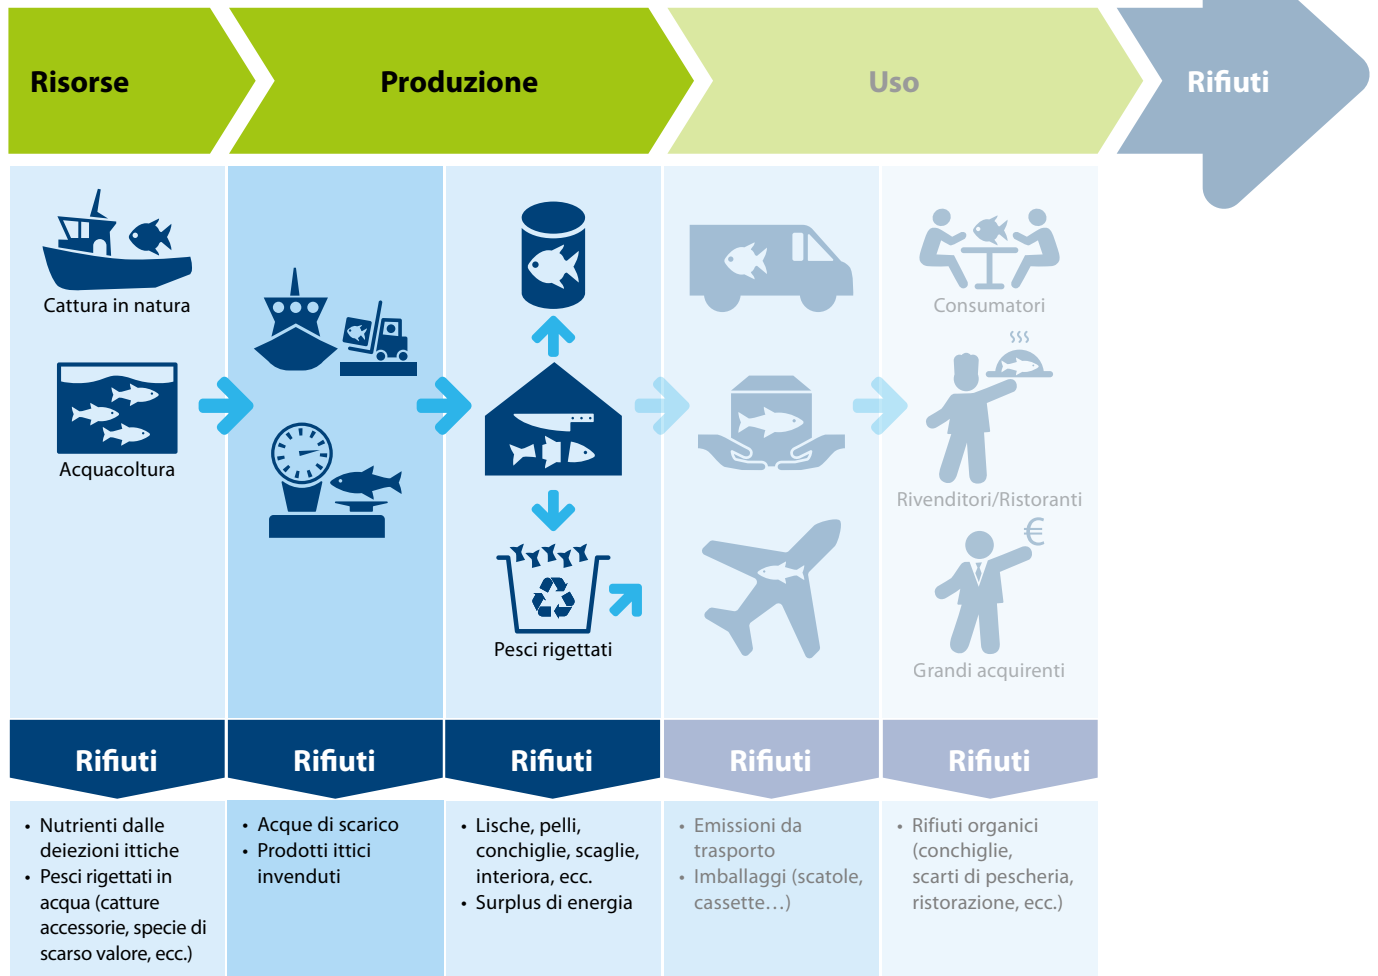 Risorse
Produzione
Uso
Rifiuti
Cattura in natura
Acquacoltura
Pesci rigettati
Consumatori
Rivenditori/Ristoranti
€
Grandi acquirenti
Rifiuti
Rifiuti
Rifiuti
Rifiuti
Rifiuti
• Nutrienti dalle
deiezioni ittiche
• Pesci rigettati in
acqua (catture
accessorie, specie di
scarso valore, ecc.)
• Acque di scarico
• Prodotti ittici
invenduti
• Lische, pelli,
conchiglie, scaglie,
interiora, ecc.
• Surplus di energia
• Emissioni da
trasporto
• Imballaggi (scatole,
cassette…)
• Rifiuti organici
(conchiglie,
scarti di pescheria,
ristorazione, ecc.)